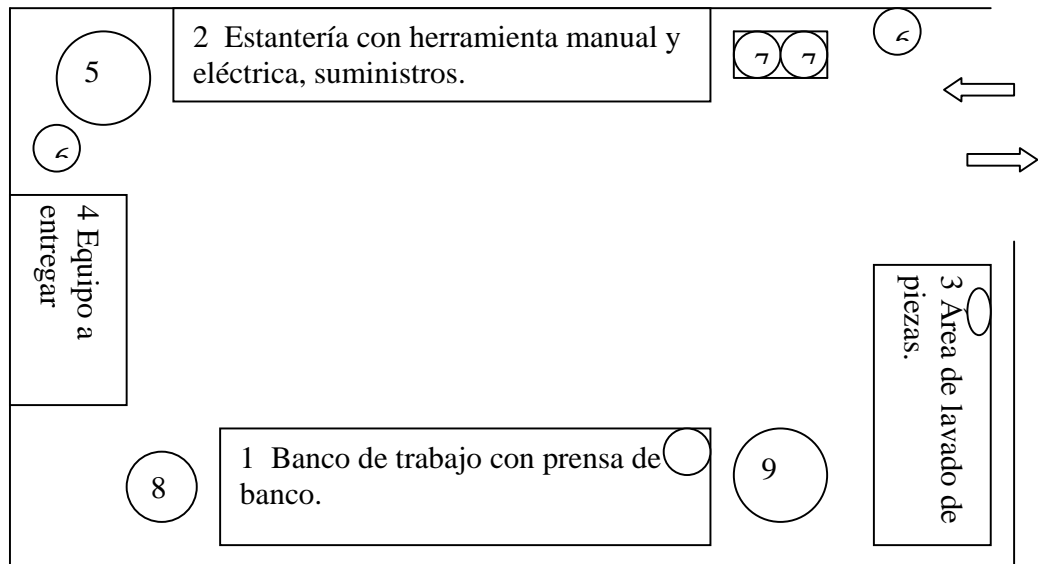 2 Estantería con herramienta manual y
eléctrica, suministros.
5
4 Equipo a
entregar
3 Área de lavado de
piezas.
1 Banco de trabajo con prensa de
banco.
8
9